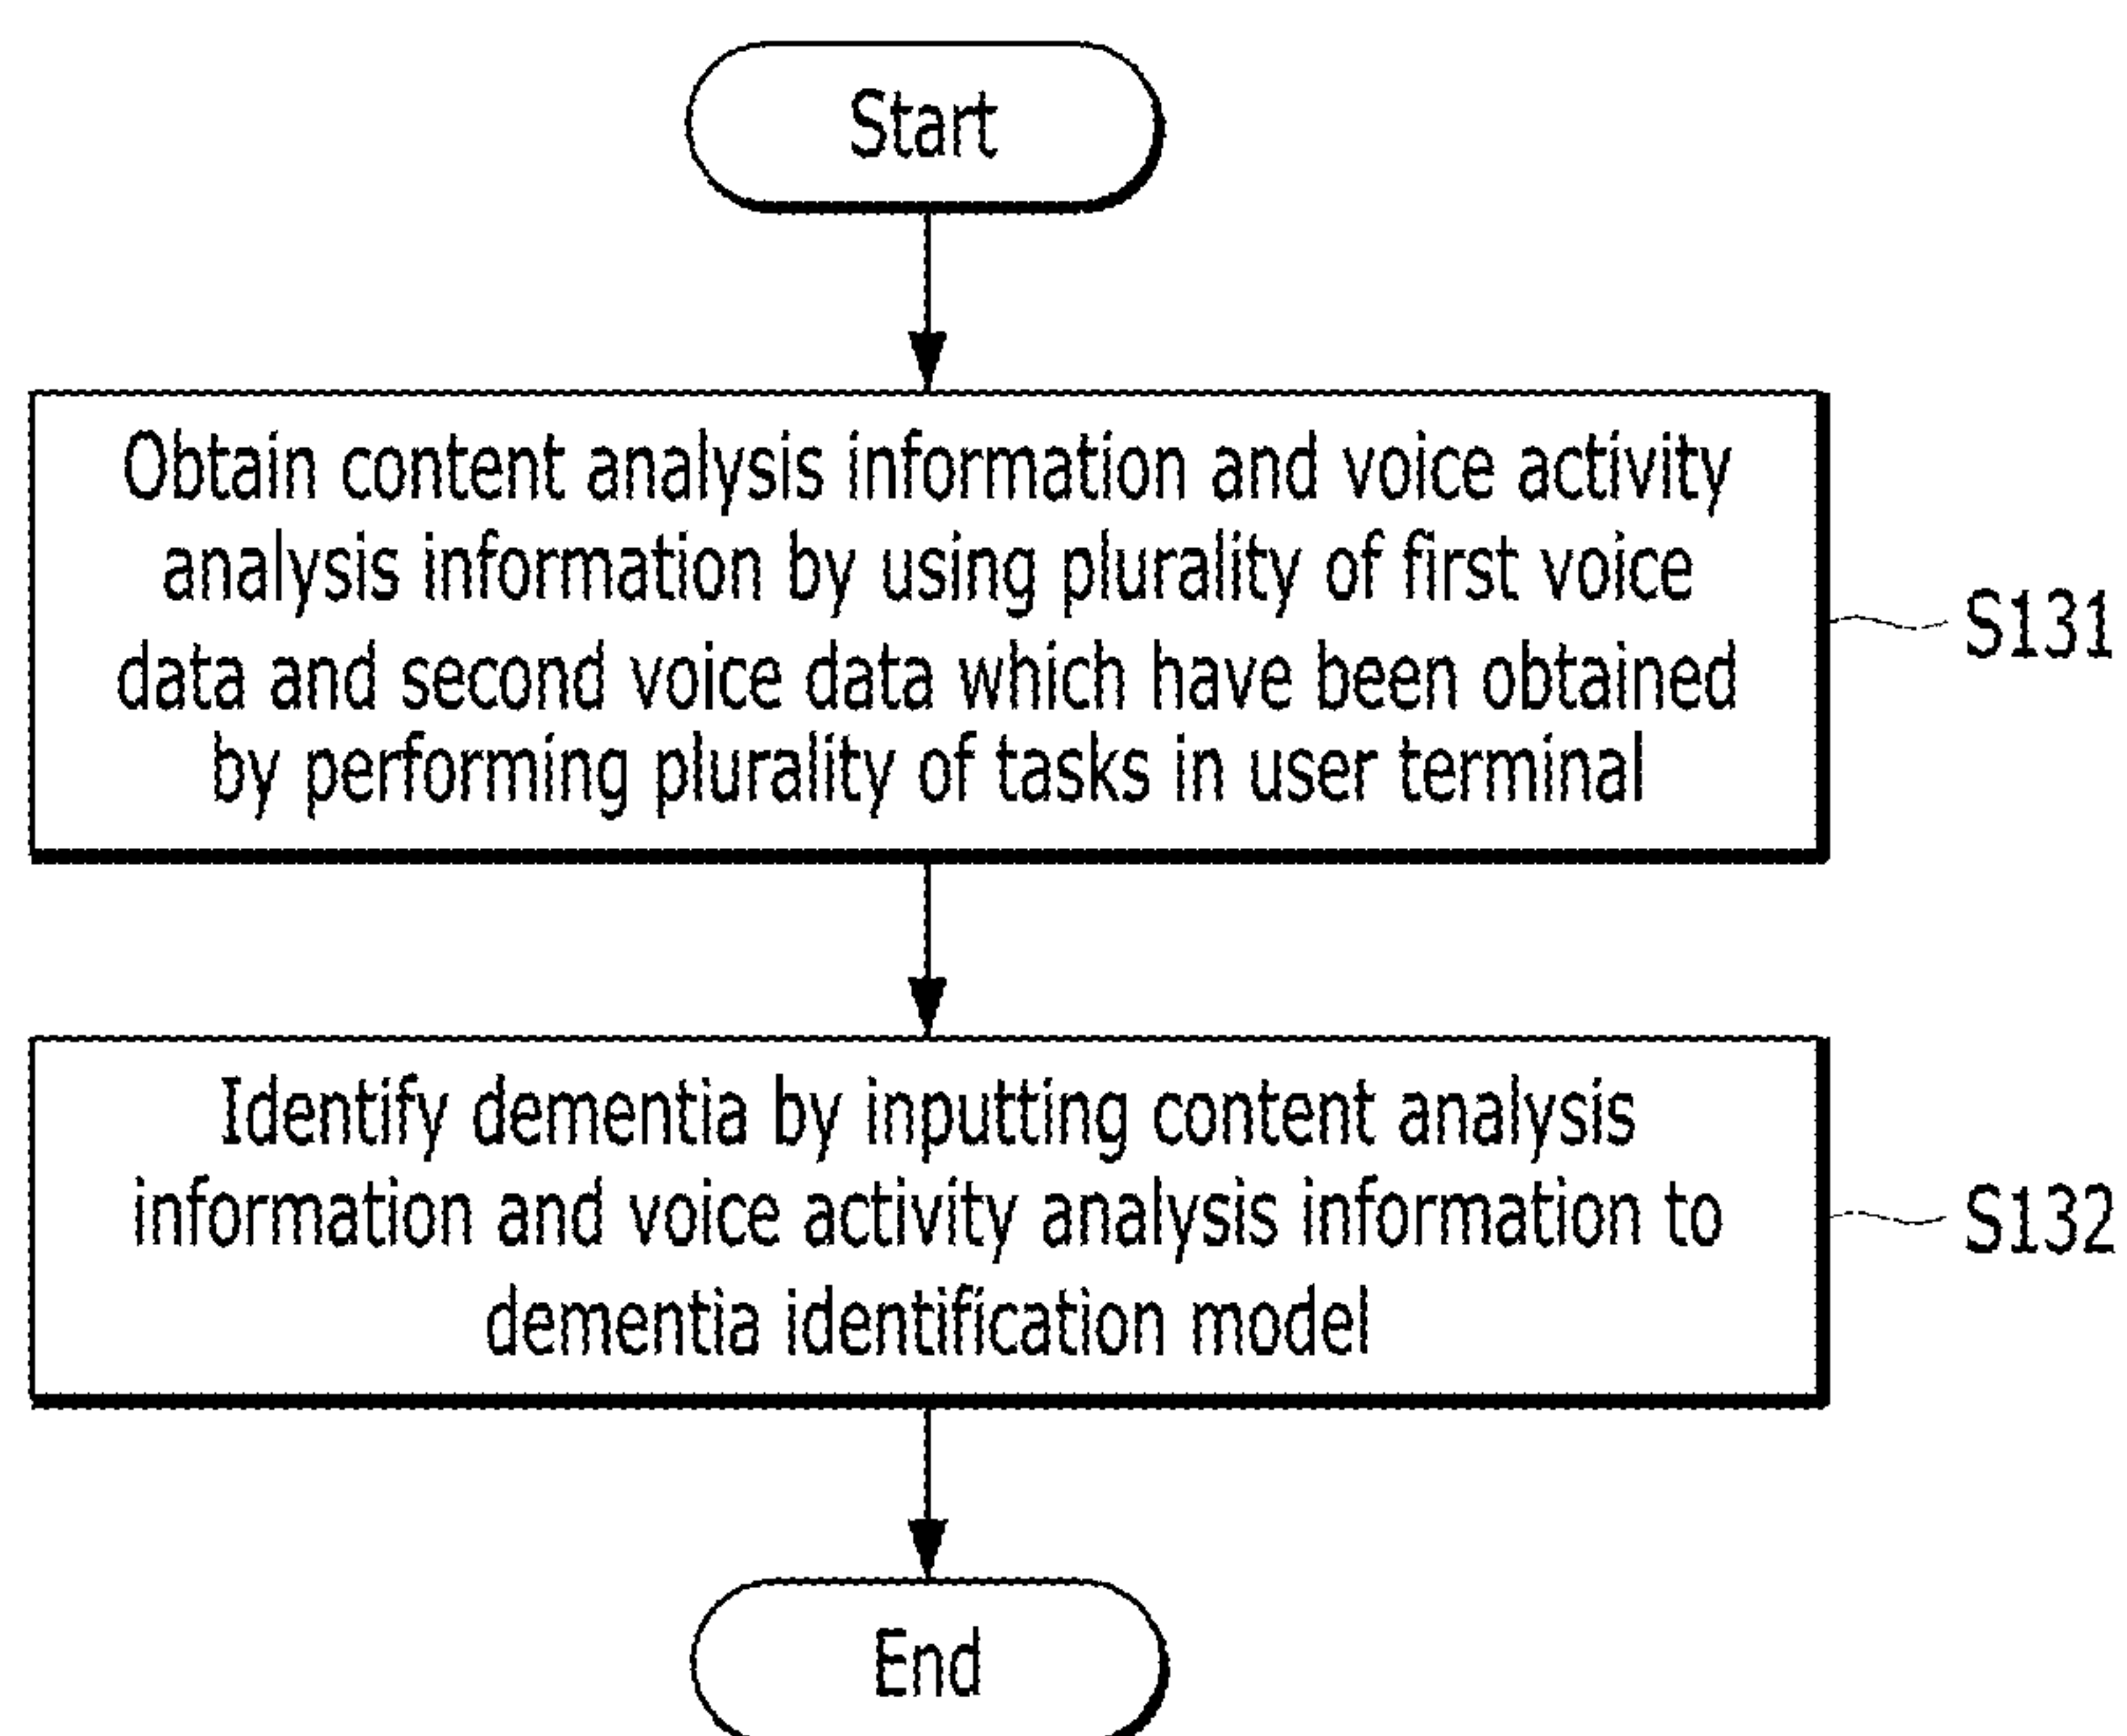 Start
Obtain content analysis information and voice activity
analysis information by using plurality of first voice
data and second voice data which have been obtained
by performing plurality of tasks in user terminal
S131
Identify dementia by inputting content analysis
information and voice activity analysis information to
dementia identification model
S132
End